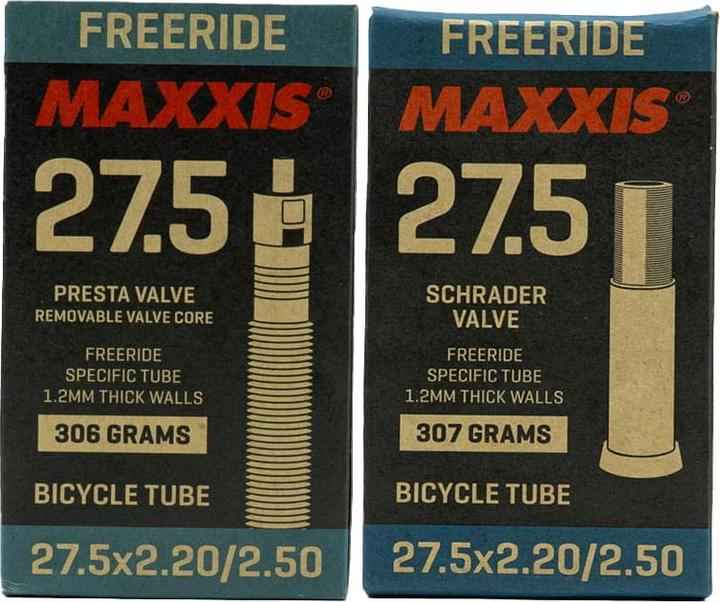 FREERIDE
MAXXIS®
27.5
PRESTA VALVE
REMOVABLE VALVE CORE
FREERIDE
SPECIFIC TUBE
1.2MM THICK WALLS
306 GRAMS
BICYCLE TUBE
27.5x2.20/2.50
FREERIDE
MAXXIS®
27.5
SCHRADER
VALVE
FREERIDE
SPECIFIC TUBE
1.2MM THICK WALLS
307 GRAMS
BICYCLE TUBE
27.5x2.20/2.50